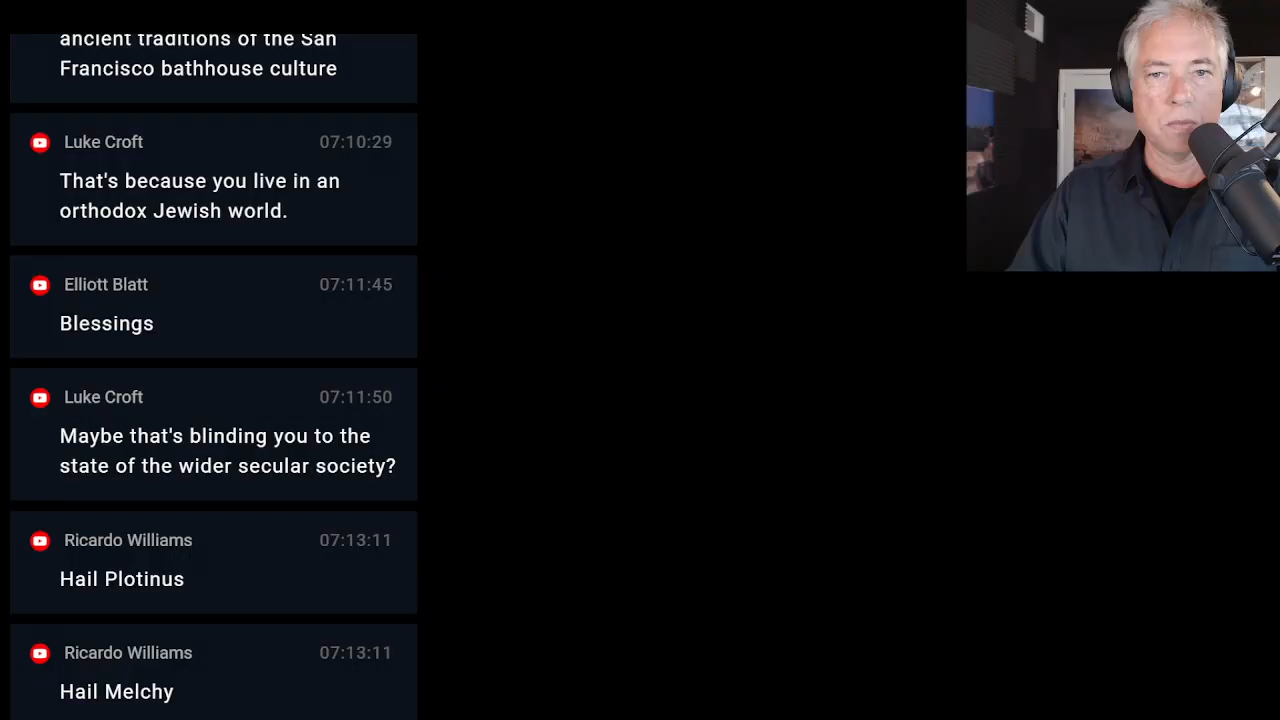 ancient traditions of the San
Francisco bathhouse culture
Luke Croft 07:10:29
That's because you live in an
orthodox Jewish world.
Elliott Blatt 07:11:45
Blessings
Luke Croft 07:11:50
Maybe that's blinding you to the
state of the wider secular society?
Ricardo Williams 07:13:11
Hail Plotinus
Ricardo Williams 07:13:11
Hail Melchy